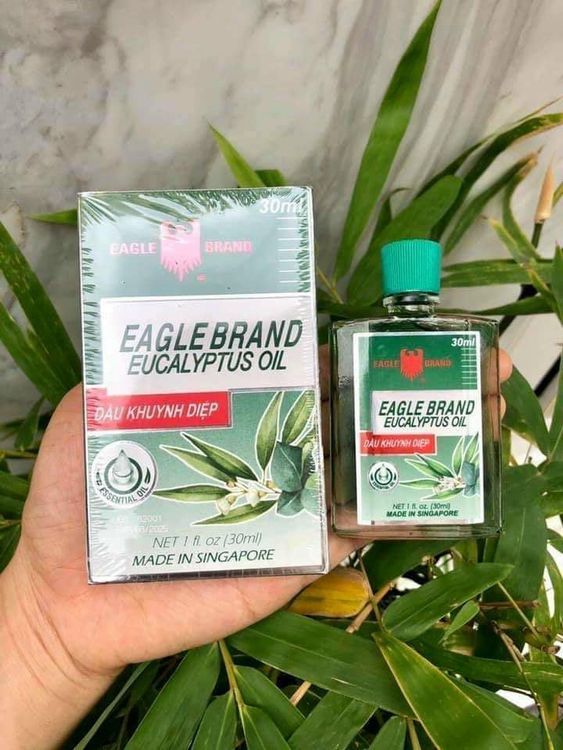 30ml
EAGLE BRAND
EAGLE BRAND
EUCALYPTUS OIL
DẦU KHUYNH DIỆP
ESSENTIAL OIL
NET 1 fl. oz (30ml)
MADE IN SINGAPORE
30ml
EAGLE BRAND
EAGLE BRAND
EUCALYPTUS OIL
DẦU KHUYNH DIỆP
ESSENTIAL OIL
NET 1 fl. oz (30ml)
MADE IN SINGAPORE